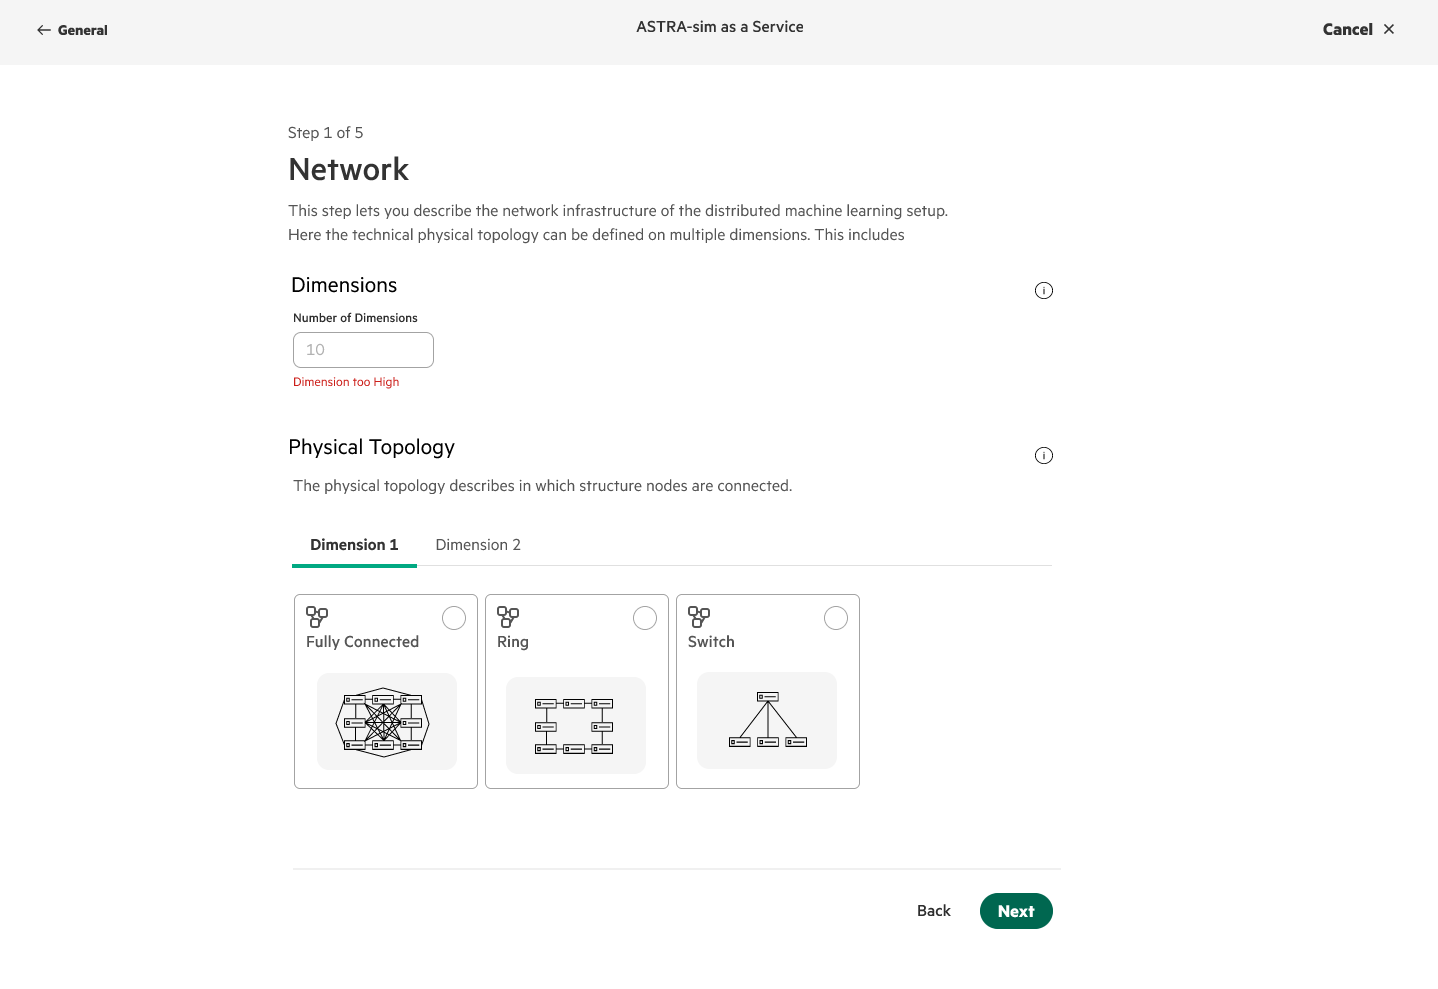 General
ASTRA-sim as a Service
Cancel
Step 1 of 5
Network
This step lets you describe the network infrastructure of the distributed machine learning setup.
Here the technical physical topology can be defined on multiple dimensions. This includes
Dimensions
Number of Dimensions
10
Dimension too High
Physical Topology
The physical topology describes in which structure nodes are connected.
Dimension 1
Dimension 2
Fully Connected
Ring
Switch
Back
Next